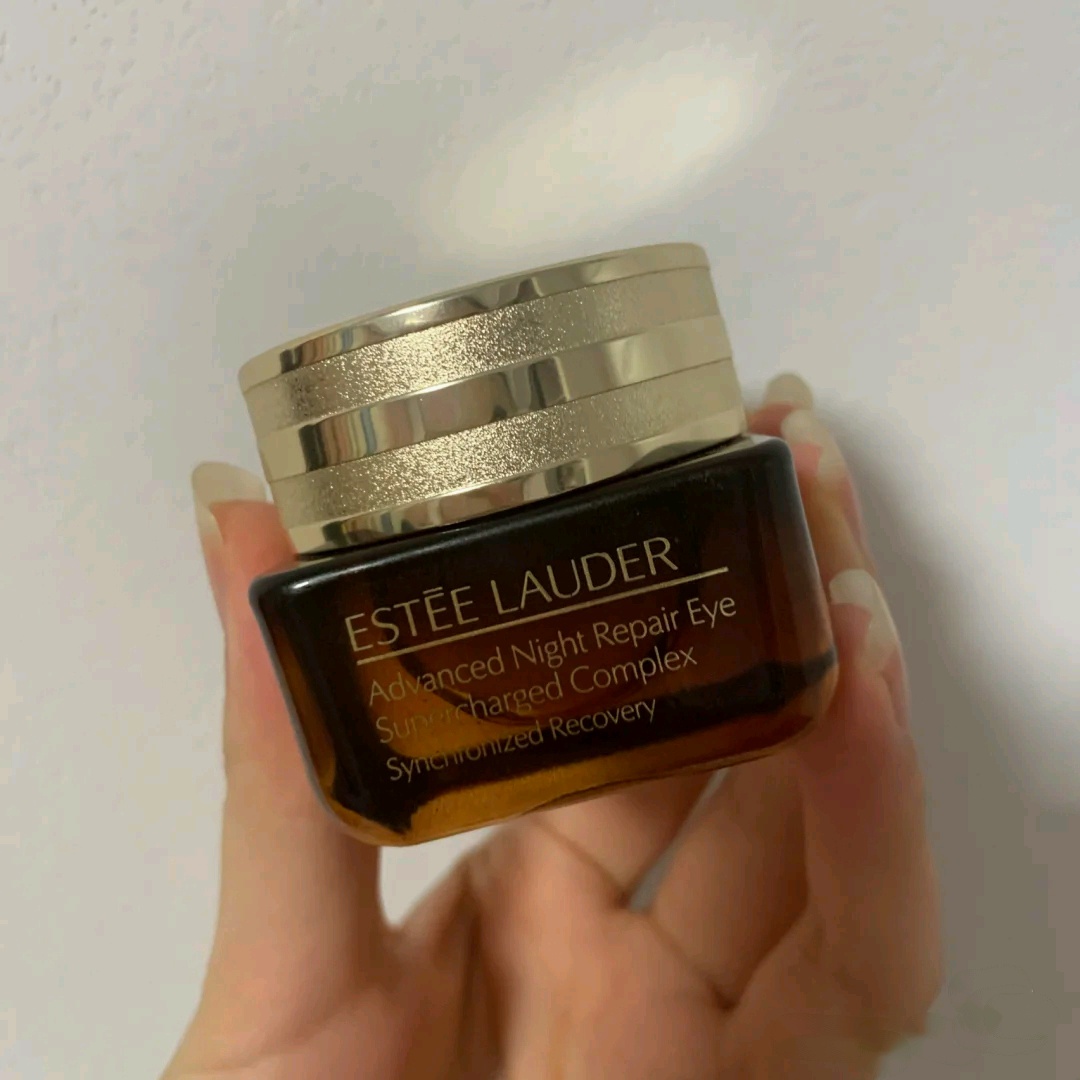 ESTĒE LAUDER
Advanced Night Repair Eye
Supercharged Complex
Synchronized Recovery